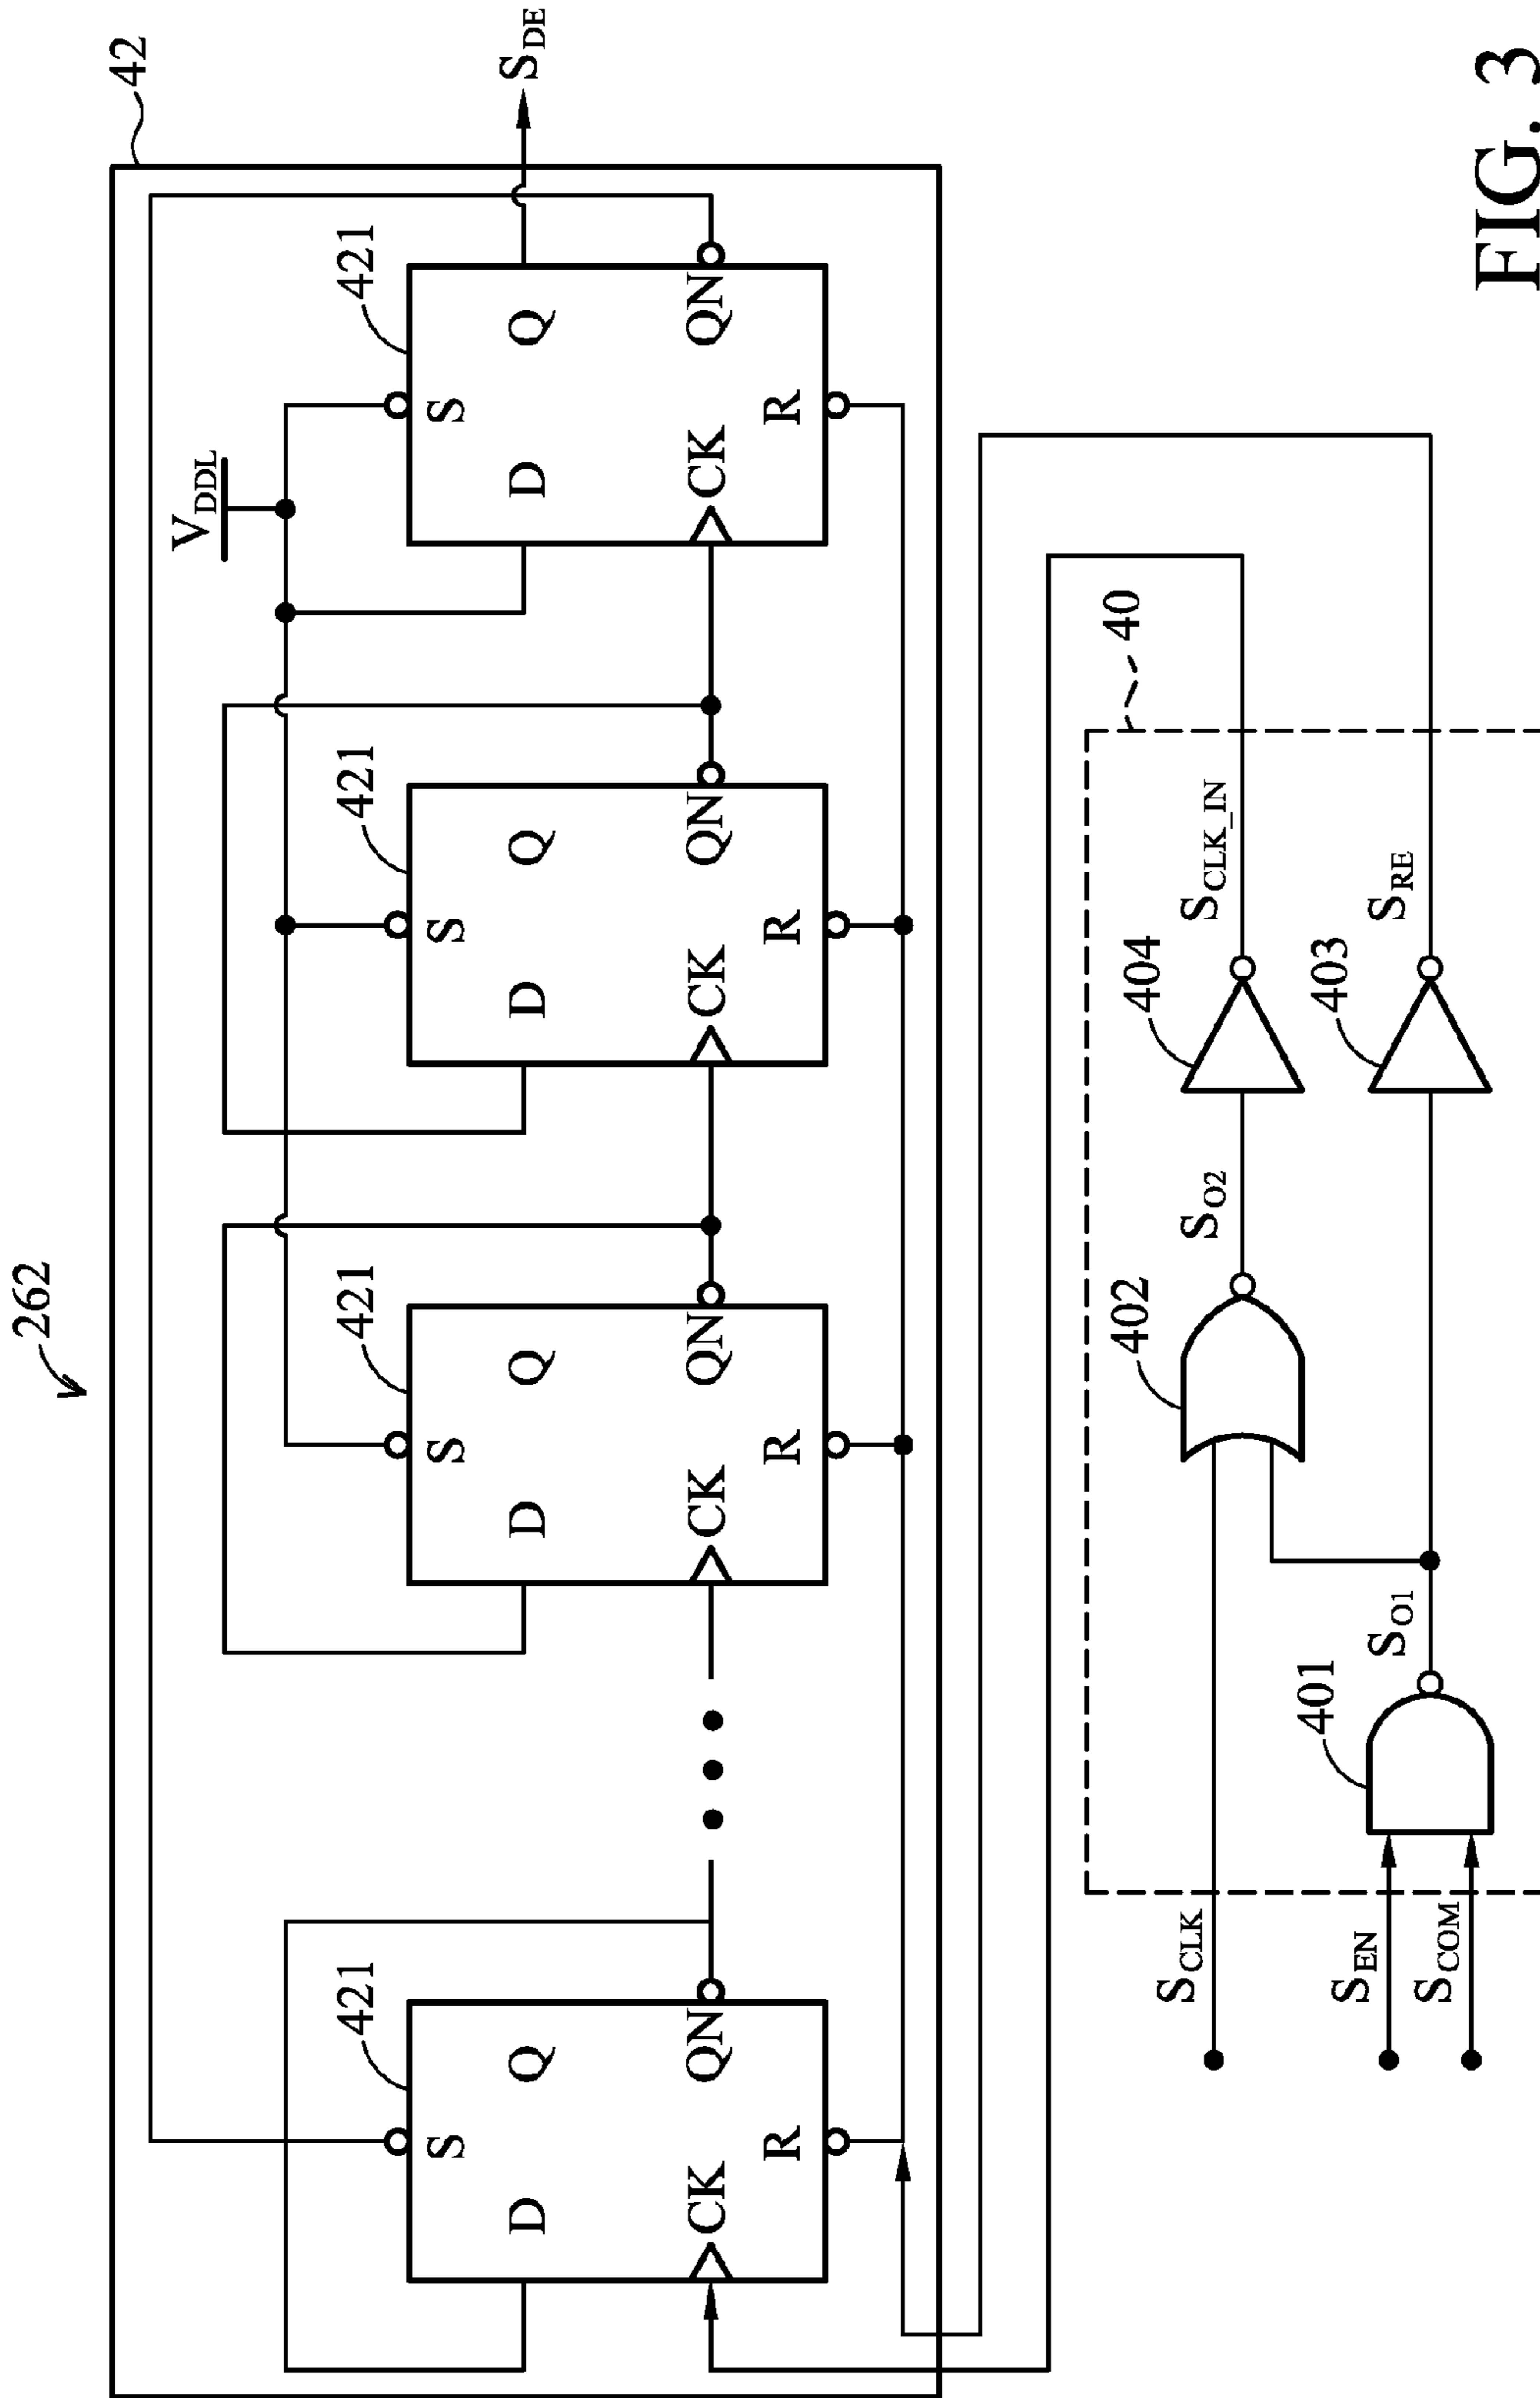 262
42
V_DDL
421
421
421
421
S
D Q
CK QN
R
S
D Q
CK QN
R
S
D Q
CK QN
R
S
D Q
CK QN
R
S_DE
40
S_CLK
402
S_O2
404
S_CLK_IN
S_EN
S_COM
401
S_O1
403
S_RE
FIG. 3